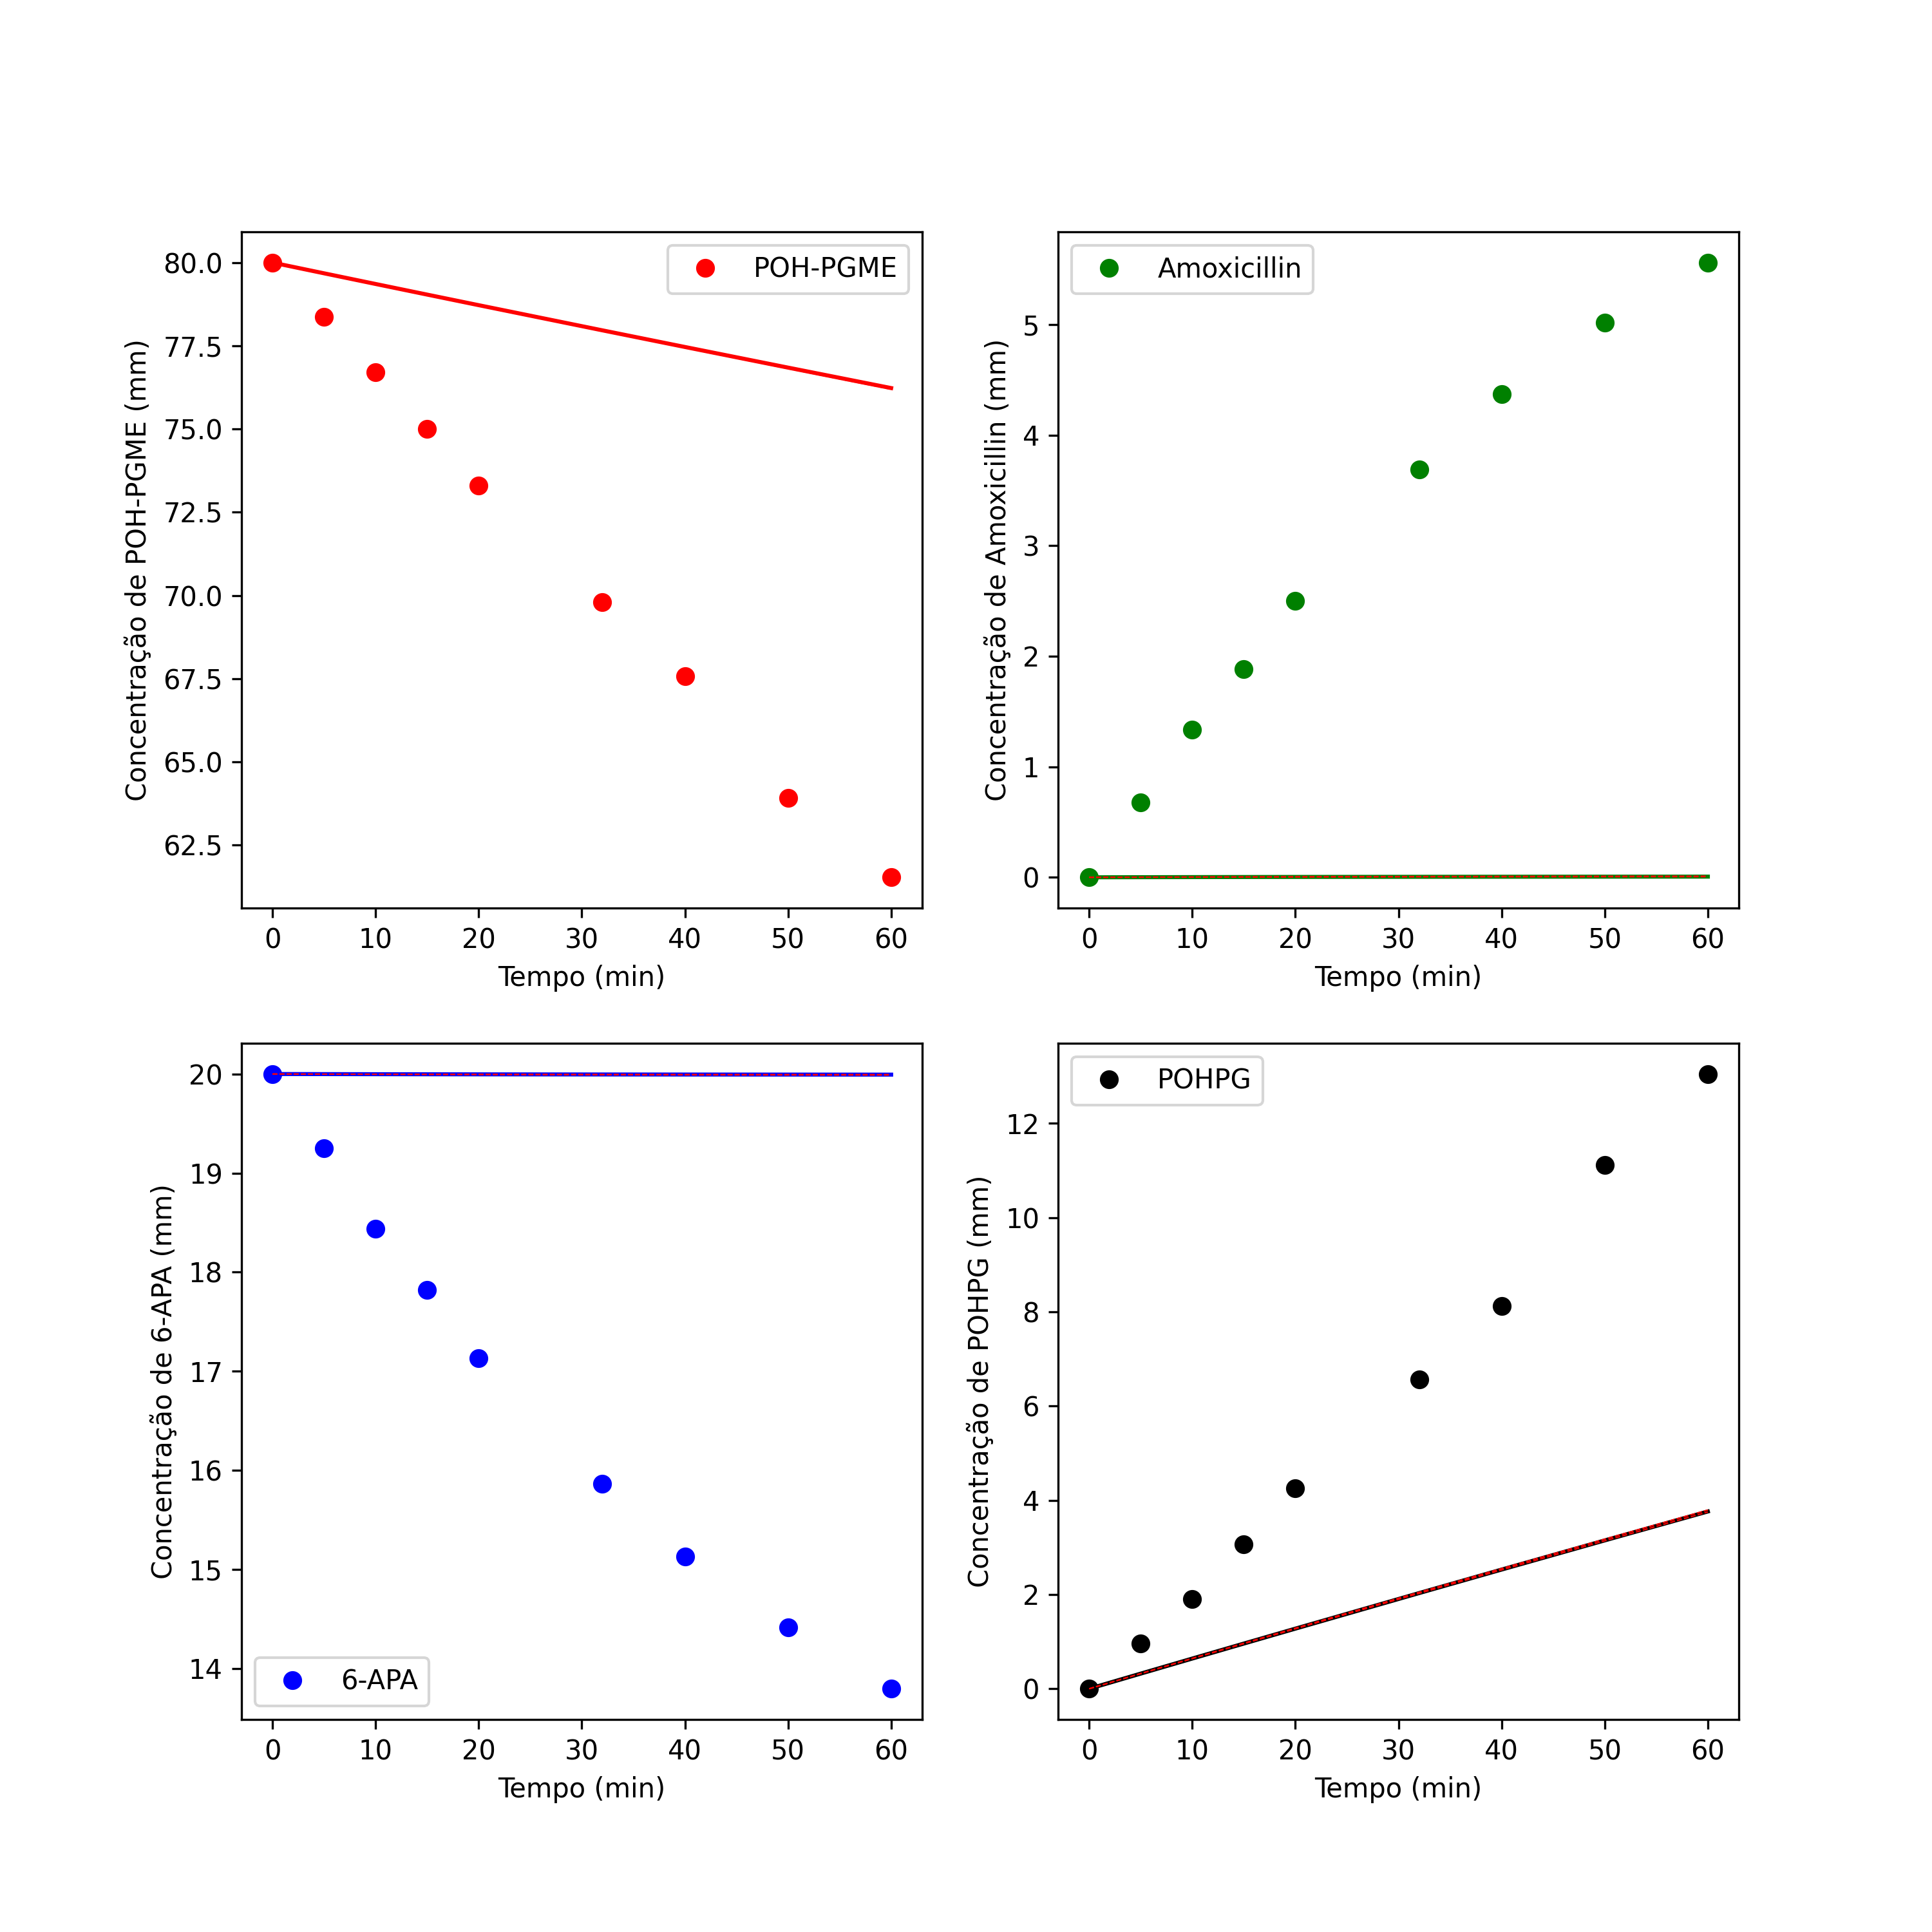 POH-PGME
Concentração de POH-PGME (mm)
80.0
77.5
75.0
72.5
70.0
67.5
65.0
62.5
0 10 20 30 40 50 60
Tempo (min)
Amoxicillin
Concentração de Amoxicillin (mm)
5
4
3
2
1
0
0 10 20 30 40 50 60
Tempo (min)
6-APA
Concentração de 6-APA (mm)
20
19
18
17
16
15
14
0 10 20 30 40 50 60
Tempo (min)
POHPG
Concentração de POHPG (mm)
12
10
8
6
4
2
0
0 10 20 30 40 50 60
Tempo (min)